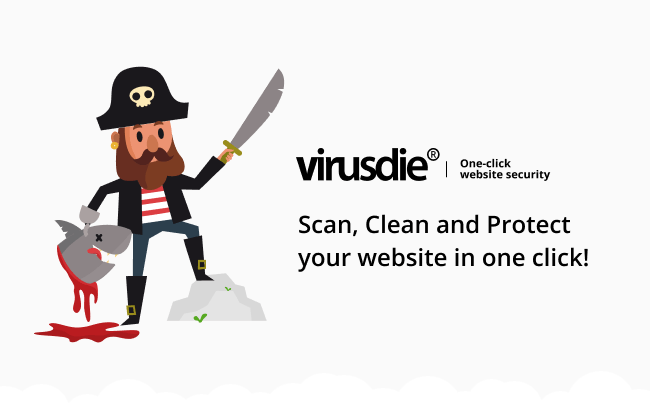 virusdie®
One-click
website security
Scan, Clean and Protect
your website in one click!